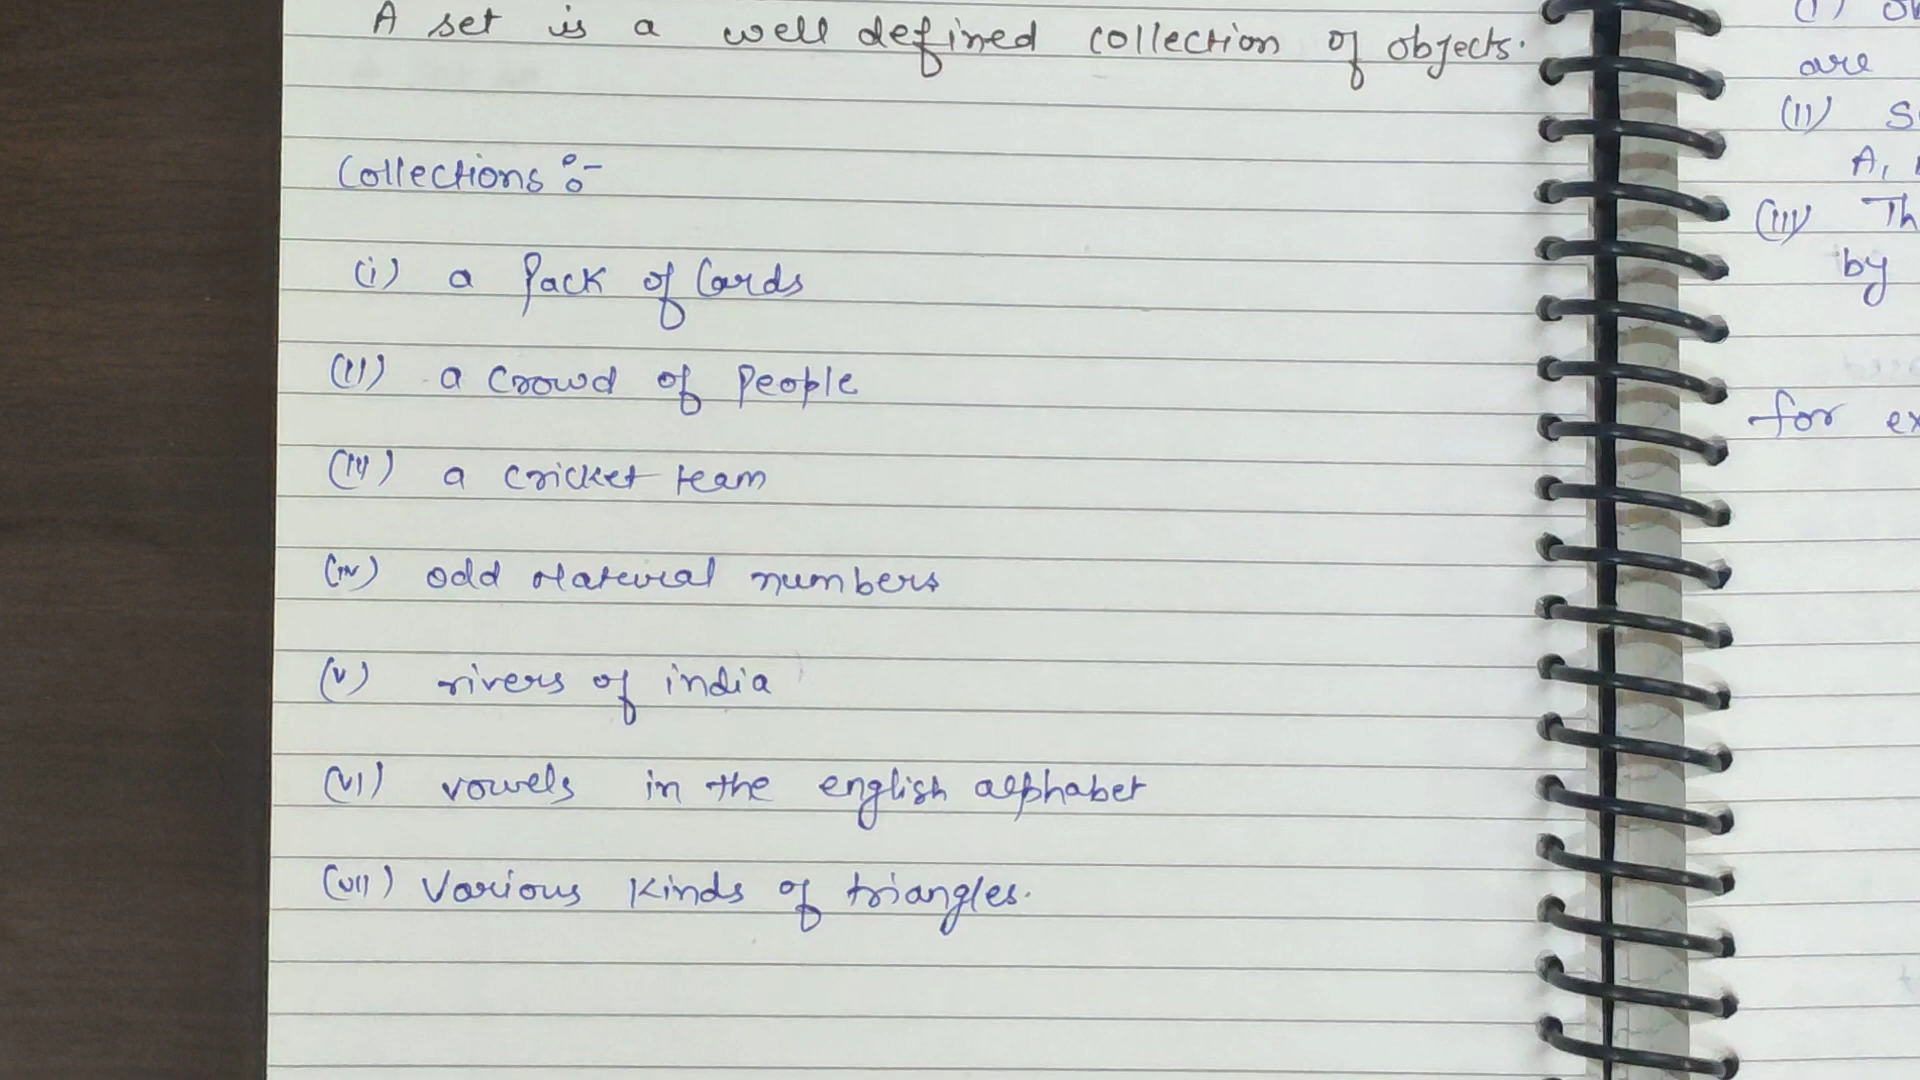 A set is a well defined collection of objects.
Collections :-
(i) a Pack of Cards
(ii) a crowd of People
(iii) a cricket team
(iv) odd natural numbers
(v) rivers of india
(vi) vowels in the english alphabet
(vii) Various Kinds of triangles.
(i)
are
(ii)
A,
(iii) Th
by
for ex